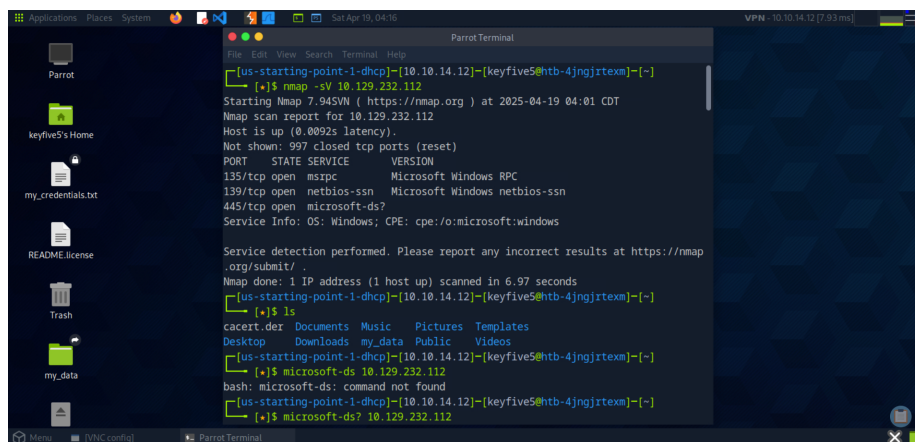 Applications Places System
Sat Apr 19, 04:16
VPN - 10.10.14.12 [7.93 ms]
Parrot Terminal
File Edit View Search Terminal Help
Parrot
keyfive5's Home
my_credentials.txt
README.license
Trash
my_data
┌─[us-starting-point-1-dhcp]─[10.10.14.12]─[keyfive5@htb-4jngjrtexm]─[~]
└──╼ [★]$ nmap -sV 10.129.232.112
Starting Nmap 7.94SVN ( https://nmap.org ) at 2025-04-19 04:01 CDT
Nmap scan report for 10.129.232.112
Host is up (0.0092s latency).
Not shown: 997 closed tcp ports (reset)
PORT STATE SERVICE VERSION
135/tcp open msrpc Microsoft Windows RPC
139/tcp open netbios-ssn Microsoft Windows netbios-ssn
445/tcp open microsoft-ds?
Service Info: OS: Windows; CPE: cpe:/o:microsoft:windows
Service detection performed. Please report any incorrect results at https://nmap
.org/submit/ .
Nmap done: 1 IP address (1 host up) scanned in 6.97 seconds
┌─[us-starting-point-1-dhcp]─[10.10.14.12]─[keyfive5@htb-4jngjrtexm]─[~]
└──╼ [★]$ ls
cacert.der Documents Music Pictures Templates
Desktop Downloads my_data Public Videos
┌─[us-starting-point-1-dhcp]─[10.10.14.12]─[keyfive5@htb-4jngjrtexm]─[~]
└──╼ [★]$ microsoft-ds 10.129.232.112
bash: microsoft-ds: command not found
┌─[us-starting-point-1-dhcp]─[10.10.14.12]─[keyfive5@htb-4jngjrtexm]─[~]
└──╼ [★]$ microsoft-ds? 10.129.232.112
Menu [VNC config] Parrot Terminal